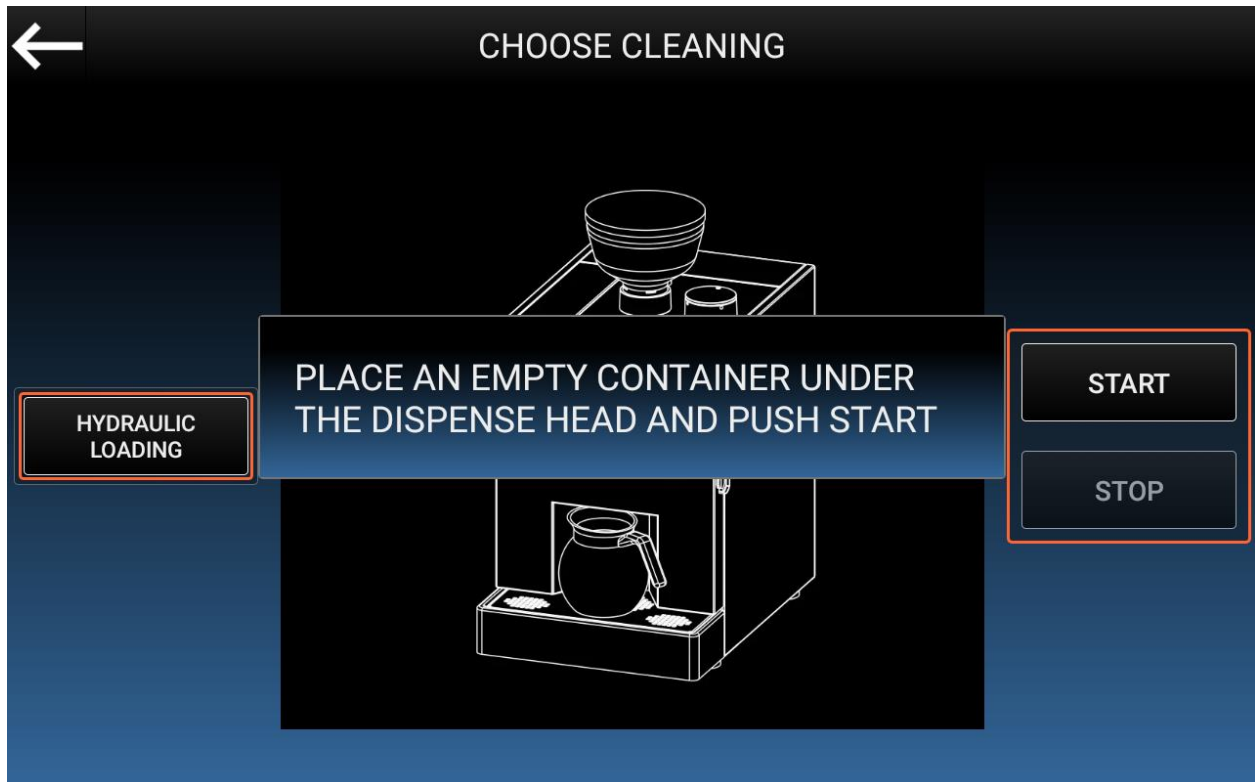 CHOOSE CLEANING
HYDRAULIC
LOADING
PLACE AN EMPTY CONTAINER UNDER
THE DISPENSE HEAD AND PUSH START
START
STOP